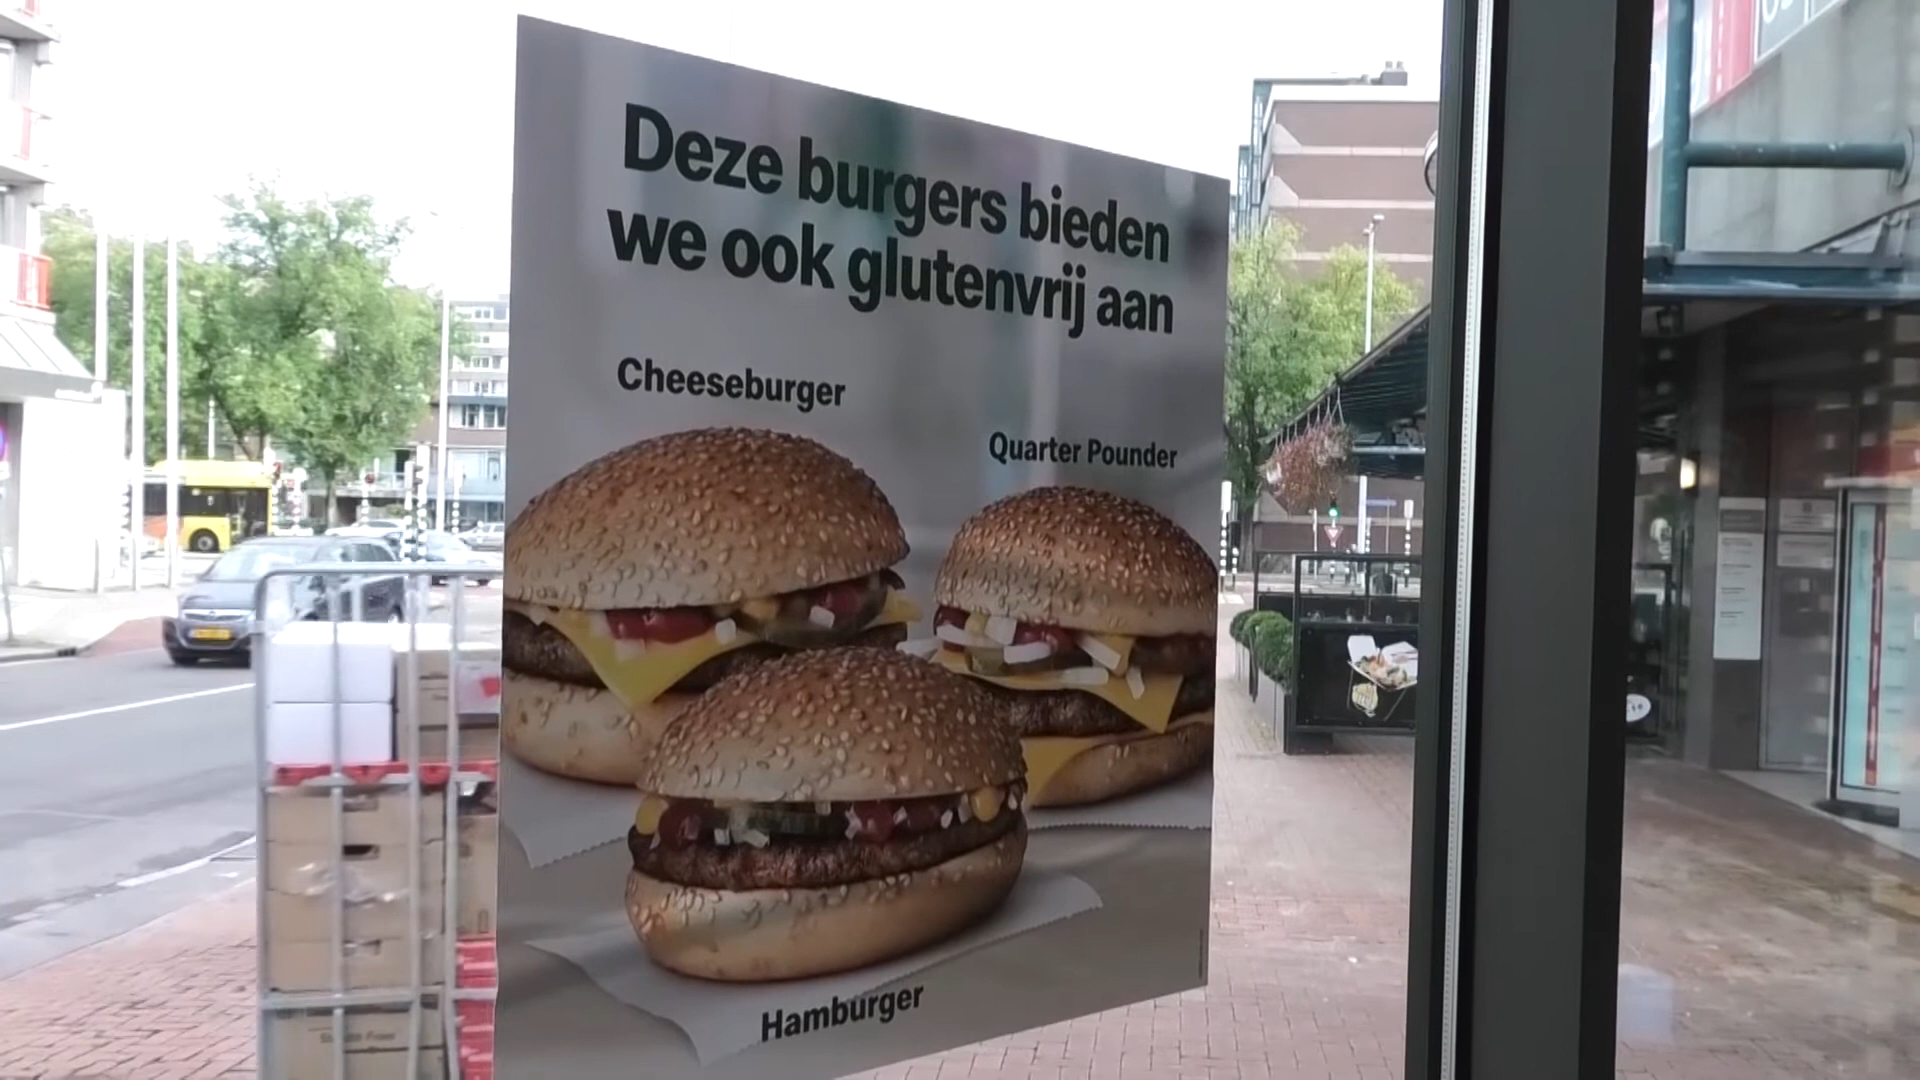 Deze burgers bieden
we ook glutenvrij aan
Cheeseburger
Quarter Pounder
Hamburger